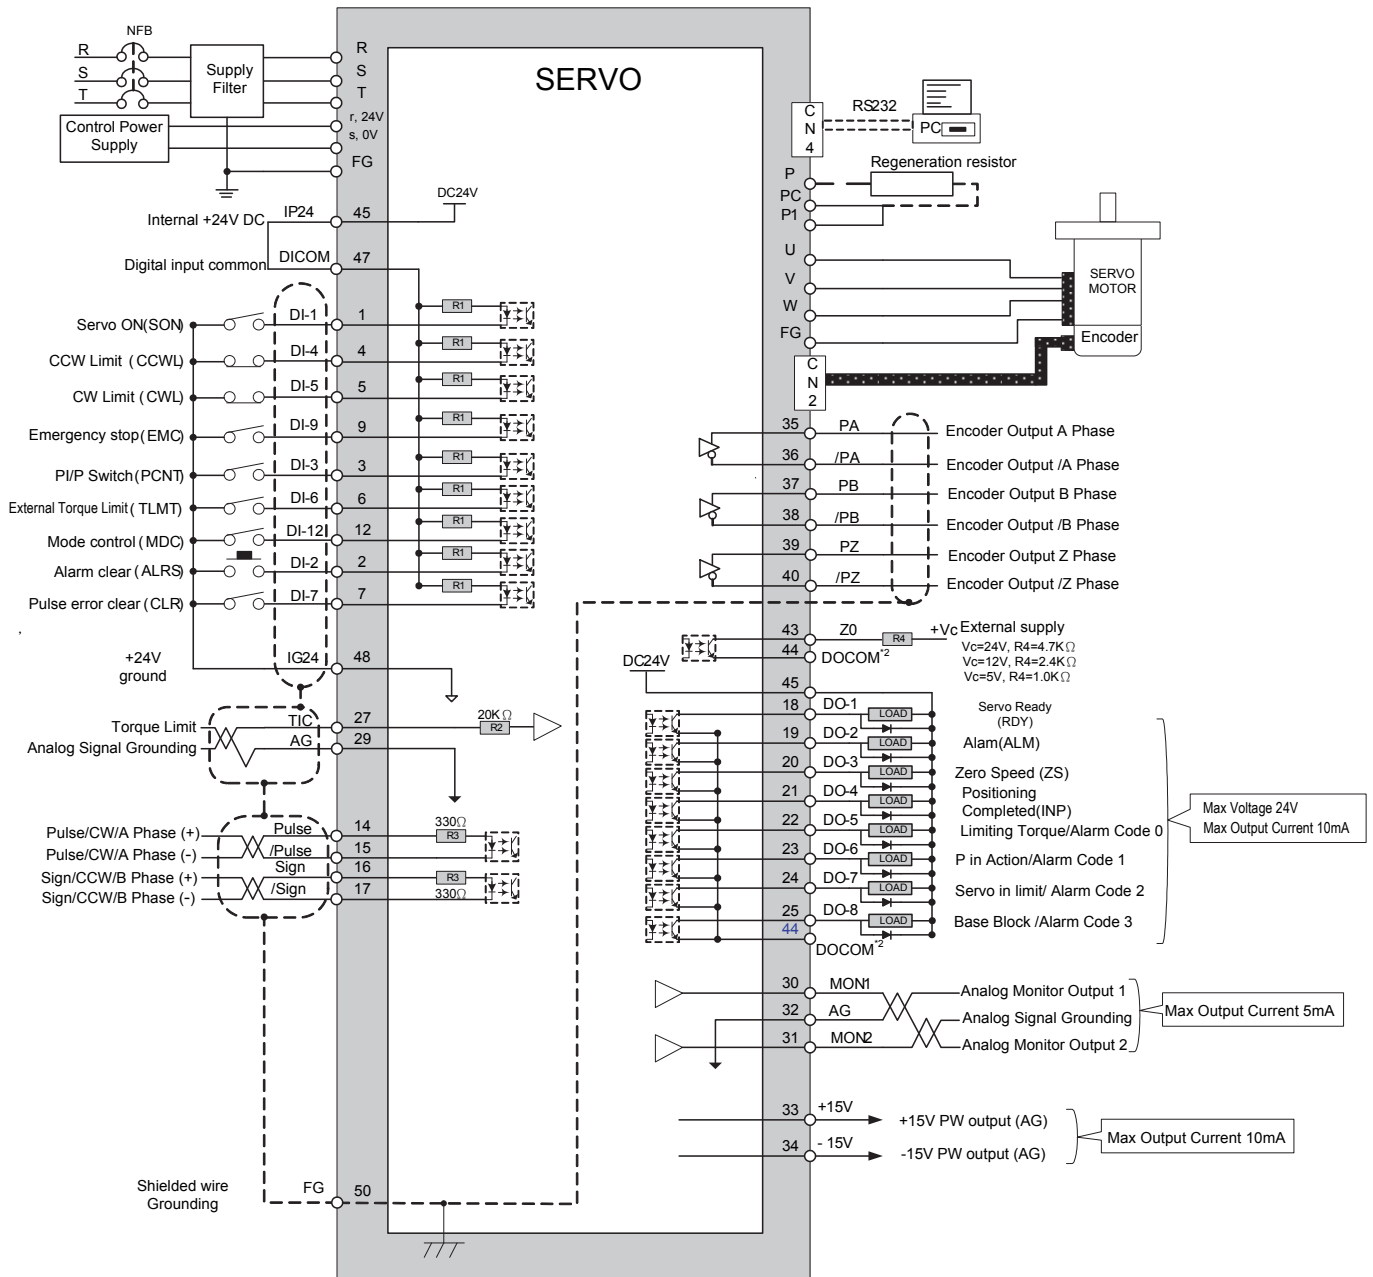 SERVO
NFB
R
S
T
Supply
Filter
Control Power
Supply
R
S
T
r, 24V
s, 0V
FG
DC24V
Internal +24V DC IP24 45
Digital input common DICOM 47
Servo ON(SON) DI-1 1 R1
CCW Limit (CCWL) DI-4 4 R1
CW Limit (CWL) DI-5 5 R1
Emergency stop(EMC) DI-9 9 R1
PI/P Switch(PCNT) DI-3 3 R1
External Torque Limit(TLMT) DI-6 6 R1
Mode control(MDC) DI-12 12 R1
Alarm clear(ALRS) DI-2 2 R1
Pulse error clear(CLR) DI-7 7 R1
+24V
ground
IG24 48
Torque Limit TIC 27 20KΩ R2
Analog Signal Grounding AG 29
Pulse/CW/A Phase (+) Pulse 14 330Ω R3
Pulse/CW/A Phase (-) /Pulse 15
Sign/CCW/B Phase (+) Sign 16 R3
Sign/CCW/B Phase (-) /Sign 17 330Ω
Shielded wire
Grounding
FG 50
CN4
RS232
PC
Regeneration resistor
P
PC
P1
U
V
W
FG
SERVO
MOTOR
Encoder
CN2
35 PA Encoder Output A Phase
36 /PA Encoder Output /A Phase
37 PB Encoder Output B Phase
38 /PB Encoder Output /B Phase
39 PZ Encoder Output Z Phase
40 /PZ Encoder Output /Z Phase
43 Z0 R4 +Vc External supply
Vc=24V, R4=4.7KΩ
Vc=12V, R4=2.4KΩ
Vc=5V, R4=1.0KΩ
44 DOCOM*2
DC24V
45
18 DO-1 LOAD Servo Ready
(RDY)
19 DO-2 LOAD Alam(ALM)
20 DO-3 LOAD Zero Speed (ZS)
21 DO-4 LOAD Positioning
Completed(INP)
22 DO-5 LOAD Limiting Torque/Alarm Code 0
23 DO-6 LOAD P in Action/Alarm Code 1
24 DO-7 LOAD Servo in limit/ Alarm Code 2
25 DO-8 LOAD Base Block /Alarm Code 3
44 DOCOM*2
Max Voltage 24V
Max Output Current 10mA
30 MON1 Analog Monitor Output 1
32 AG Analog Signal Grounding
31 MON2 Analog Monitor Output 2
Max Output Current 5mA
33 +15V +15V PW output (AG)
34 - 15V -15V PW output (AG)
Max Output Current 10mA